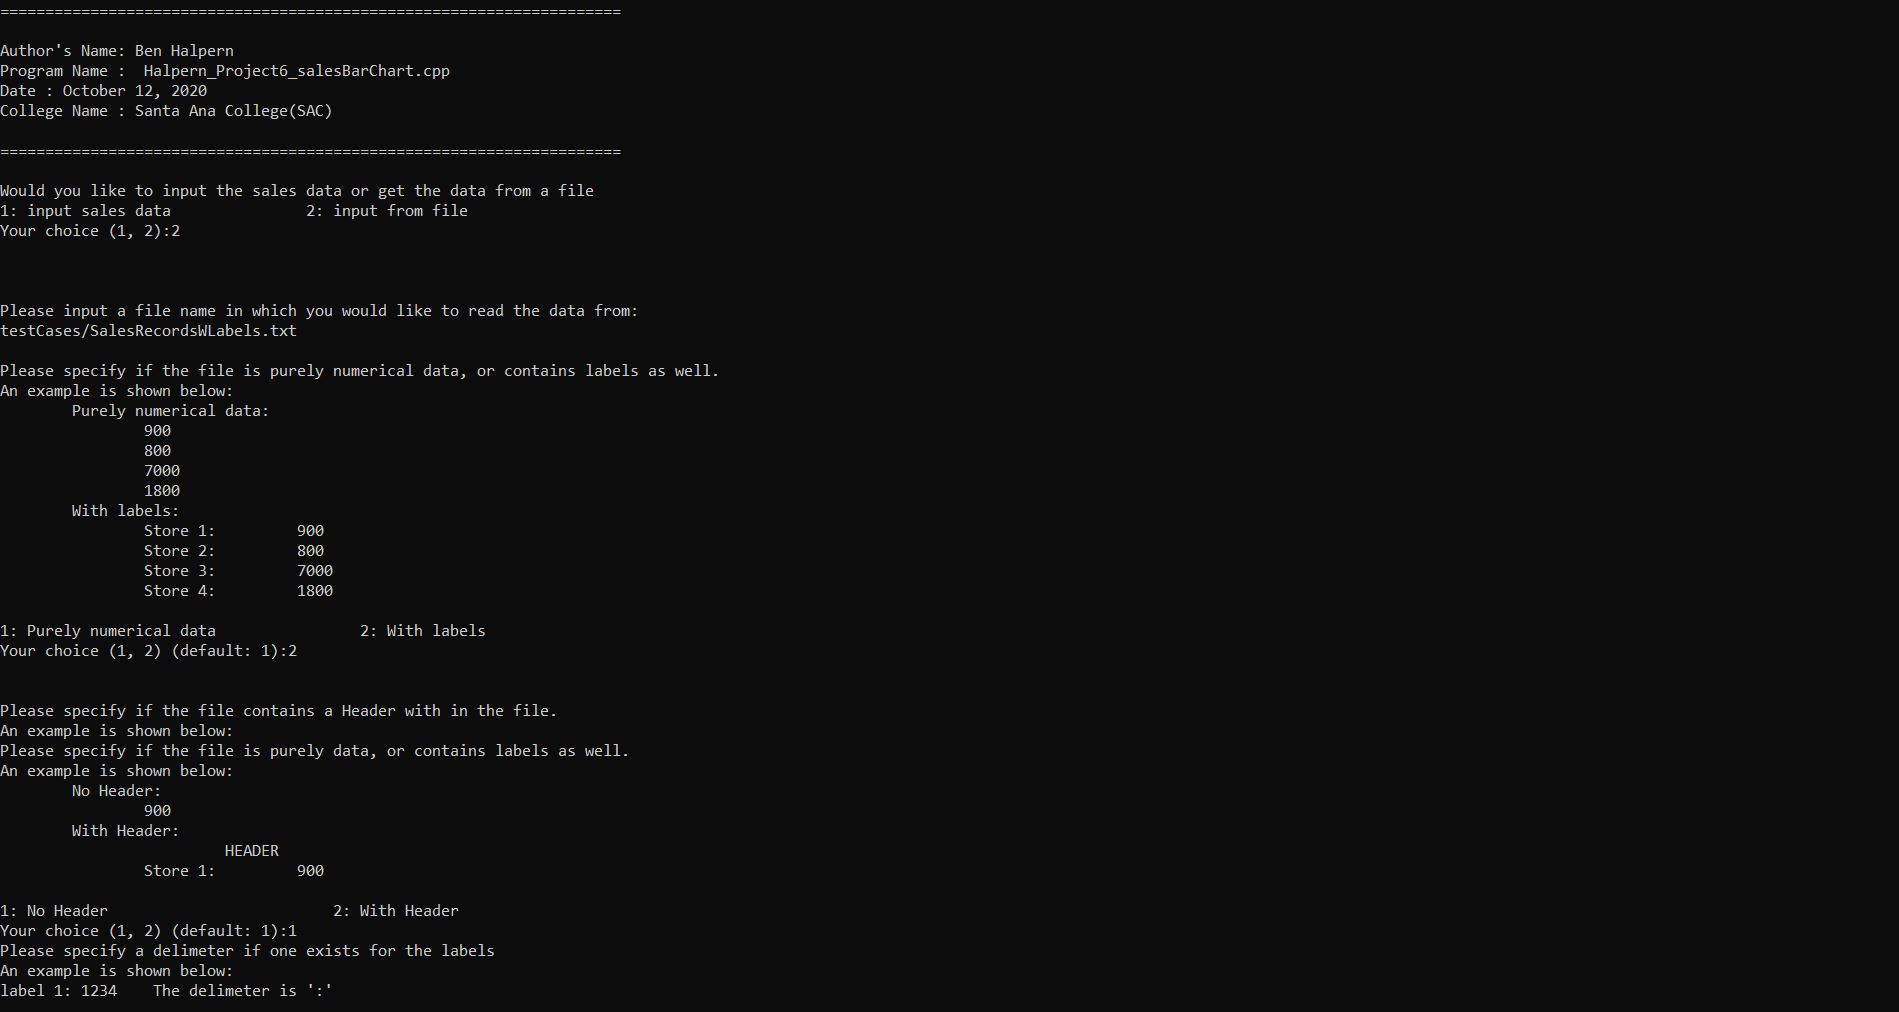 =====================================================================
Author's Name: Ben Halpern
Program Name :  Halpern_Project6_salesBarChart.cpp
Date : October 12, 2020
College Name : Santa Ana College(SAC)
=====================================================================
Would you like to input the sales data or get the data from a file
1: input sales data               2: input from file
Your choice (1, 2):2
Please input a file name in which you would like to read the data from:
testCases/SalesRecordsWLabels.txt
Please specify if the file is purely numerical data, or contains labels as well.
An example is shown below:
Purely numerical data:
900
800
7000
1800
With labels:
Store 1:         900
Store 2:         800
Store 3:         7000
Store 4:         1800
1: Purely numerical data                2: With labels
Your choice (1, 2) (default: 1):2
Please specify if the file contains a Header with in the file.
An example is shown below:
Please specify if the file is purely data, or contains labels as well.
An example is shown below:
No Header:
900
With Header:
HEADER
Store 1:         900
1: No Header                         2: With Header
Your choice (1, 2) (default: 1):1
Please specify a delimeter if one exists for the labels
An example is shown below:
label 1: 1234    The delimeter is ':'